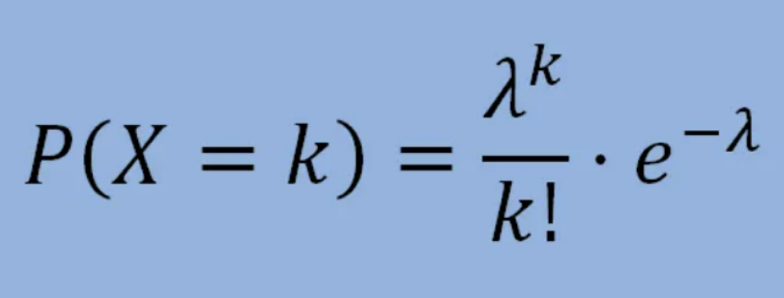 P(X = k) = λ^k / k! · e^−λ